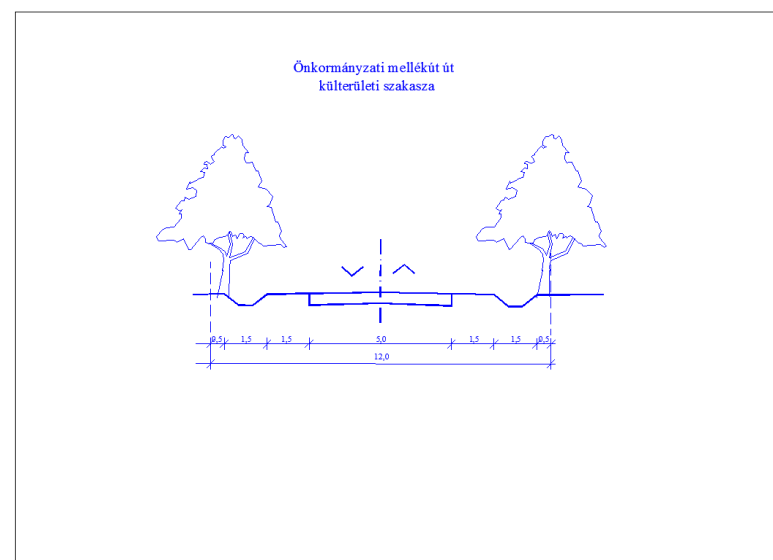 Önkormányzati mellékút út
külterületi szakasza
0,5 1,5 1,5 5,0 1,5 1,5 0,5
12,0